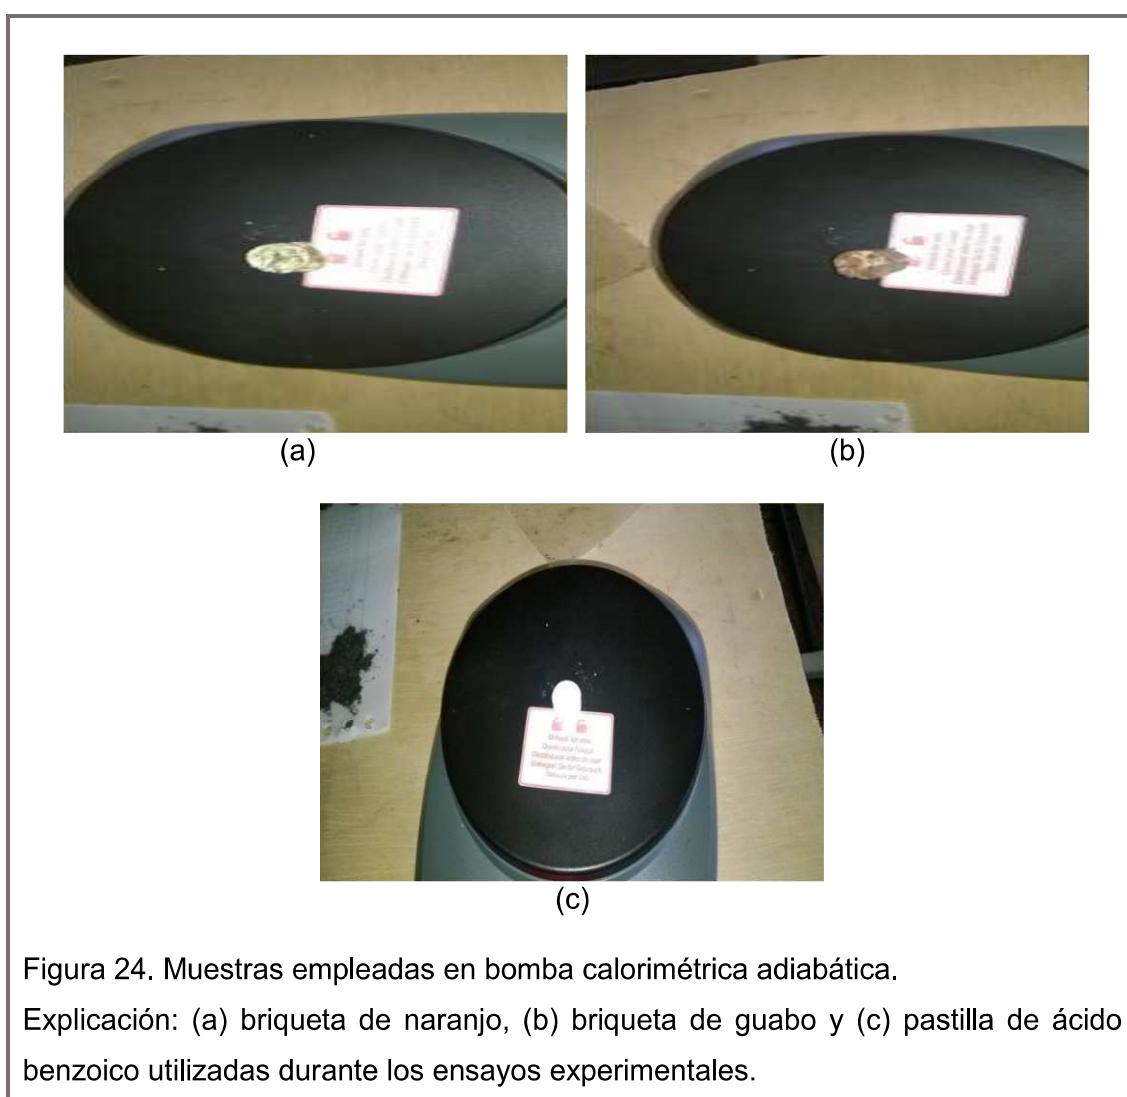 (a)
(b)
(c)
Figura 24. Muestras empleadas en bomba calorimétrica adiabática.
Explicación: (a) briqueta de naranjo, (b) briqueta de guabo y (c) pastilla de ácido
benzoico utilizadas durante los ensayos experimentales.